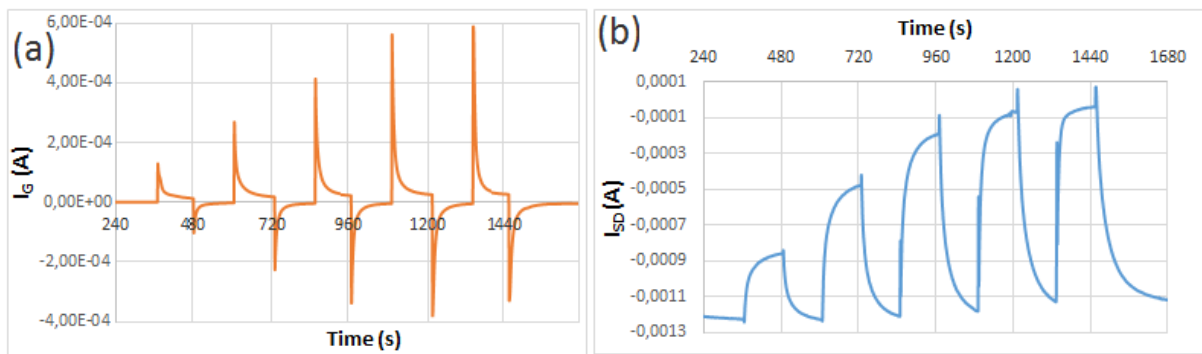 (a)
6,00E-04
4,00E-04
2,00E-04
0,00E+00
-2,00E-04
-4,00E-04
I_G (A)
240 480 720 960 1200 1440
Time (s)
(b)
Time (s)
240 480 720 960 1200 1440 1680
0,0001
-0,0001
-0,0003
-0,0005
-0,0007
-0,0009
-0,0011
-0,0013
I_SD (A)